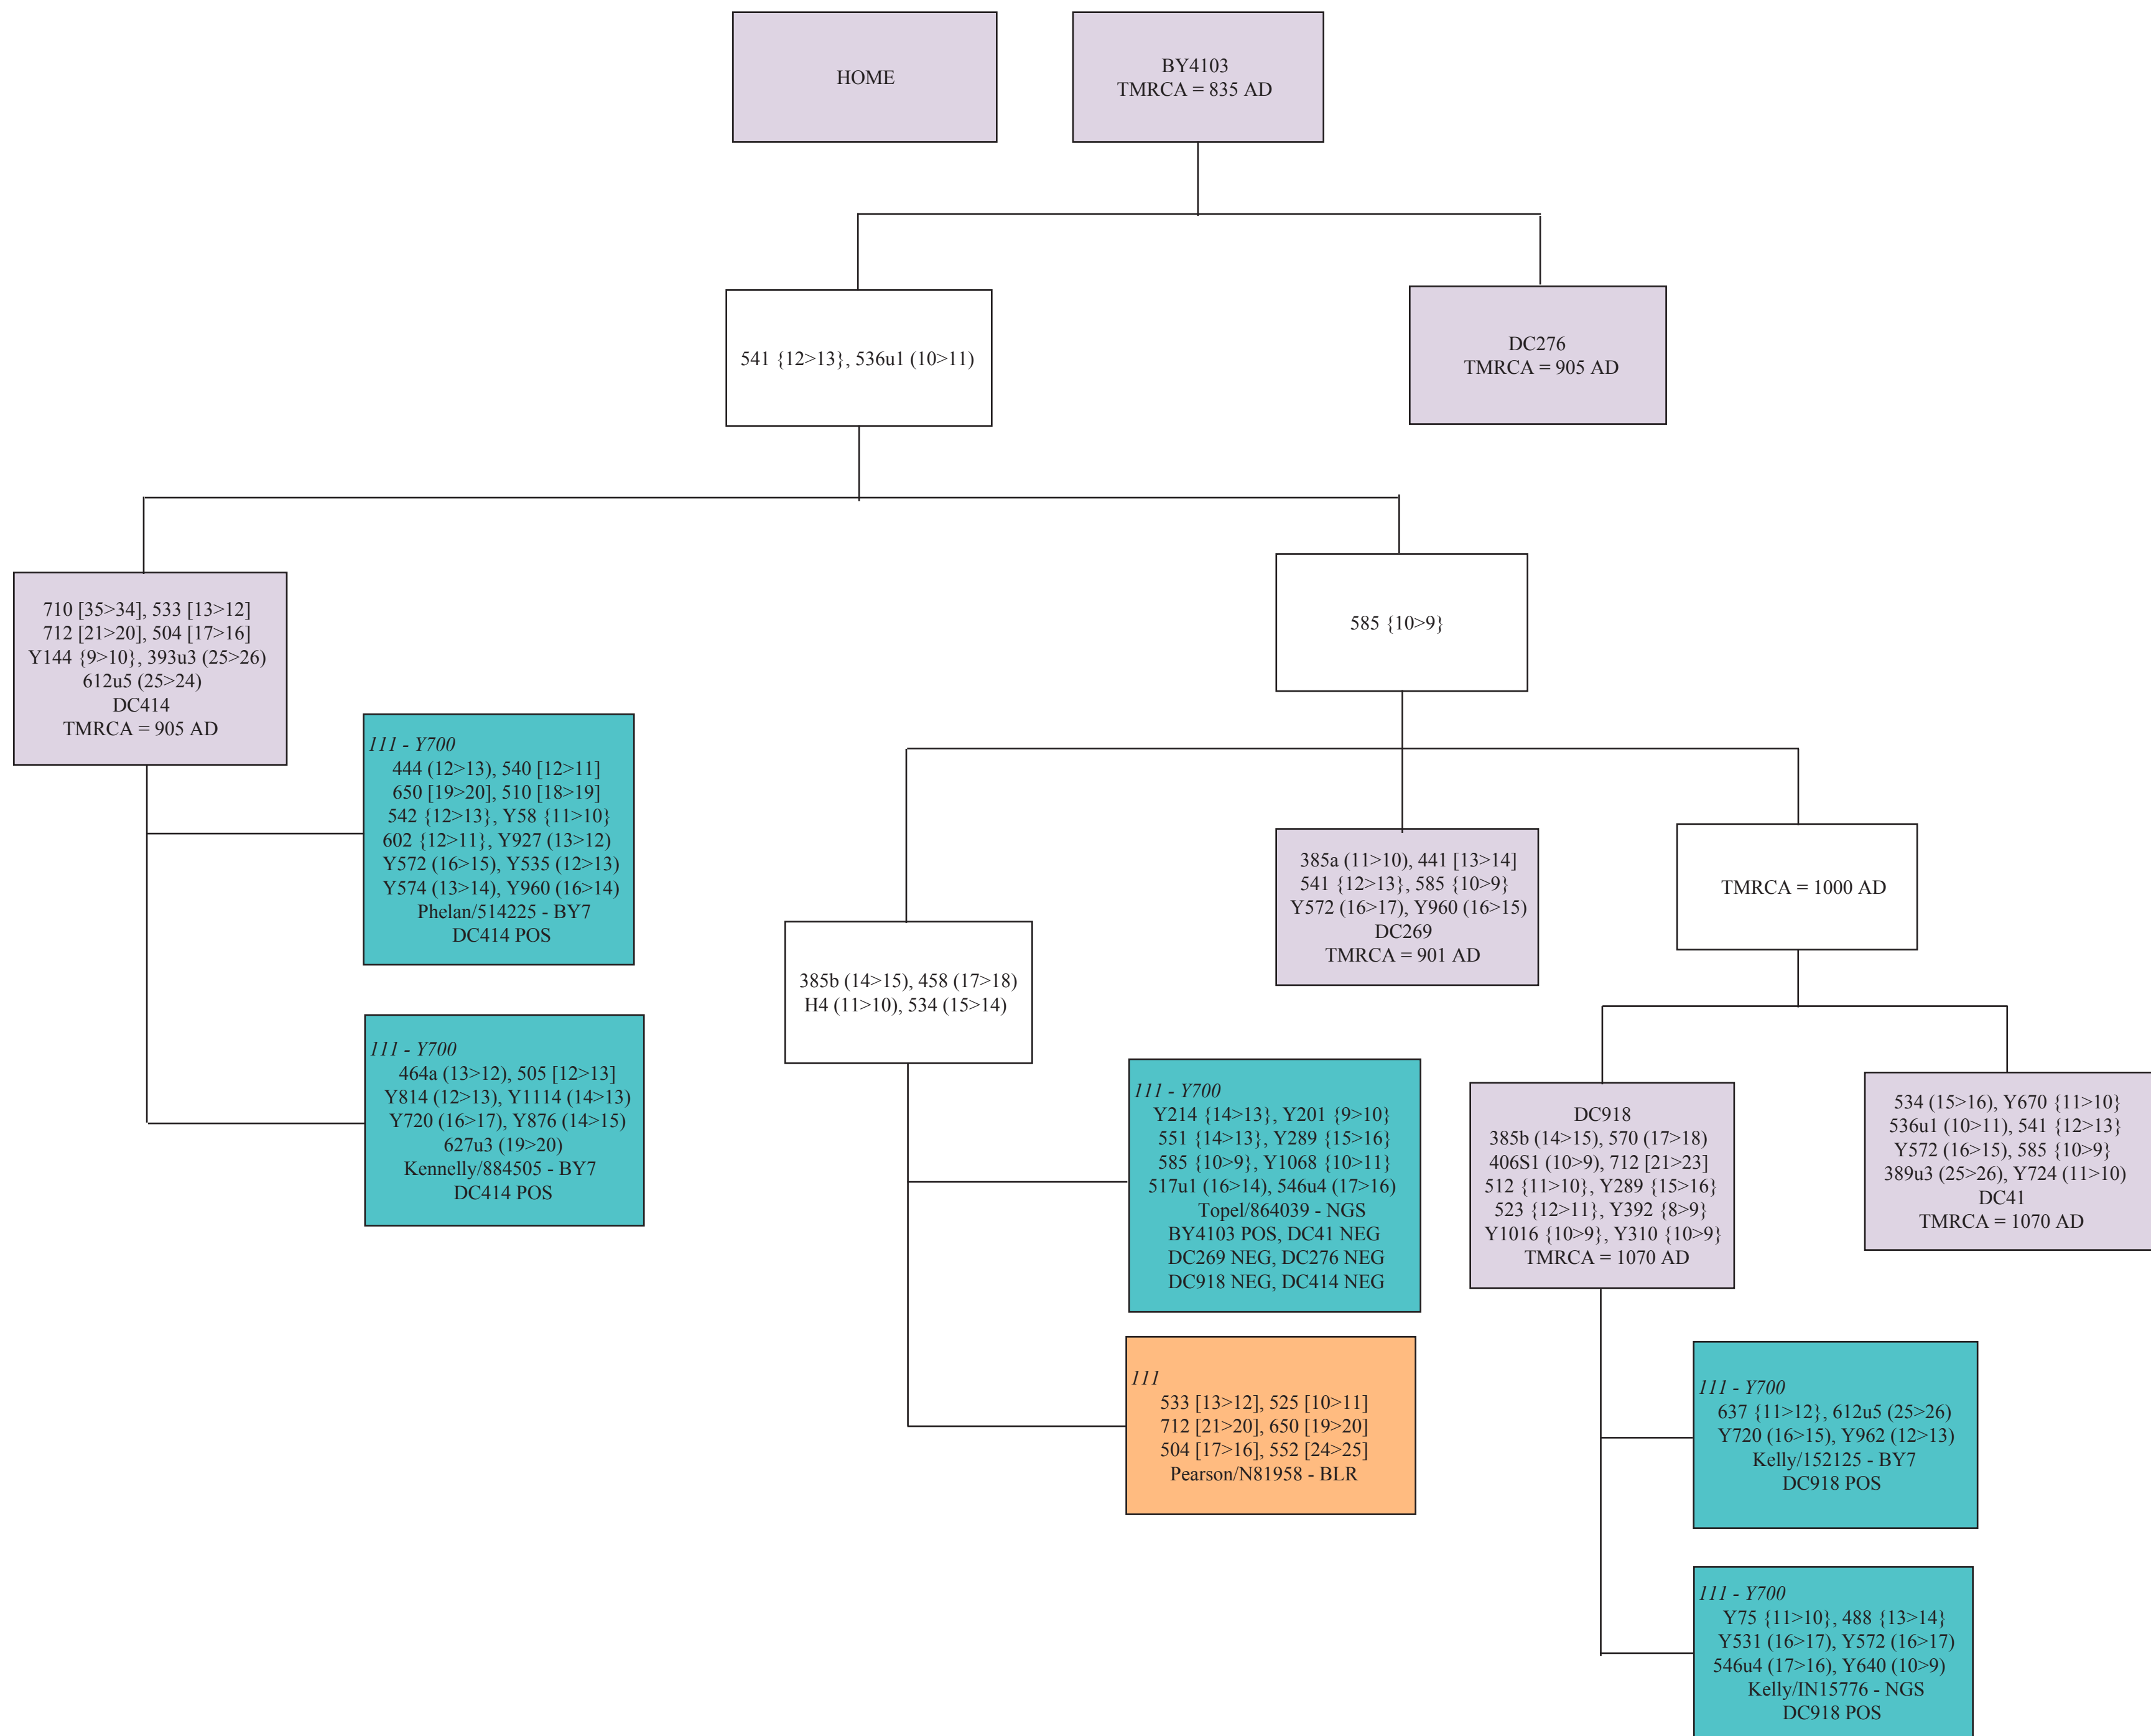 HOME
BY4103
TMRCA = 835 AD
541 {12>13}, 536u1 (10>11)
DC276
TMRCA = 905 AD
710 [35>34], 533 [13>12]
712 [21>20], 504 [17>16]
Y144 {9>10}, 393u3 (25>26)
612u5 (25>24)
DC414
TMRCA = 905 AD
585 {10>9}
111 - Y700
444 (12>13), 540 [12>11]
650 [19>20], 510 [18>19]
542 {12>13}, Y58 {11>10}
602 {12>11}, Y927 (13>12)
Y572 (16>15), Y535 (12>13)
Y574 (13>14), Y960 (16>14)
Phelan/514225 - BY7
DC414 POS
111 - Y700
464a (13>12), 505 [12>13]
Y814 (12>13), Y1114 (14>13)
Y720 (16>17), Y876 (14>15)
627u3 (19>20)
Kennelly/884505 - BY7
DC414 POS
385b (14>15), 458 (17>18)
H4 (11>10), 534 (15>14)
385a (11>10), 441 [13>14]
541 {12>13}, 585 {10>9}
Y572 (16>17), Y960 (16>15)
DC269
TMRCA = 901 AD
TMRCA = 1000 AD
111 - Y700
Y214 {14>13}, Y201 {9>10}
551 {14>13}, Y289 {15>16}
585 {10>9}, Y1068 {10>11}
517u1 (16>14), 546u4 (17>16)
Topel/864039 - NGS
BY4103 POS, DC41 NEG
DC269 NEG, DC276 NEG
DC918 NEG, DC414 NEG
111
533 [13>12], 525 [10>11]
712 [21>20], 650 [19>20]
504 [17>16], 552 [24>25]
Pearson/N81958 - BLR
DC918
385b (14>15), 570 (17>18)
406S1 (10>9), 712 [21>23]
512 {11>10}, Y289 {15>16}
523 {12>11}, Y392 {8>9}
Y1016 {10>9}, Y310 {10>9}
TMRCA = 1070 AD
534 (15>16), Y670 {11>10}
536u1 (10>11), 541 {12>13}
Y572 (16>15), 585 {10>9}
389u3 (25>26), Y724 (11>10)
DC41
TMRCA = 1070 AD
111 - Y700
637 {11>12}, 612u5 (25>26)
Y720 (16>15), Y962 (12>13)
Kelly/152125 - BY7
DC918 POS
111 - Y700
Y75 {11>10}, 488 {13>14}
Y531 (16>17), Y572 (16>17)
546u4 (17>16), Y640 (10>9)
Kelly/IN15776 - NGS
DC918 POS